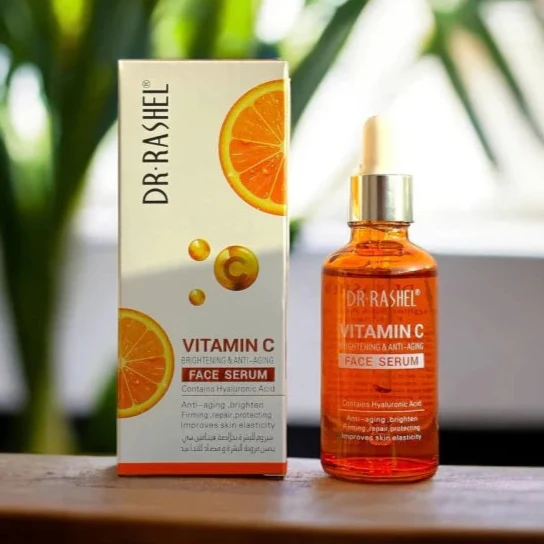 DR·RASHEL®
C
VITAMIN C
BRIGHTENING & ANTI-AGING
FACE SERUM
Contains Hyaluronic Acid
Anti-aging ,brighten
Firming ,repair,protecting
Improves skin elasticity
سيروم للبشرة
DR·RASHEL®
VITAMIN C
BRIGHTENING & ANTI-AGING
FACE SERUM
Contains Hyaluronic Acid
Anti-aging ,brighten
Firming ,repair,protecting
Improves skin elasticity